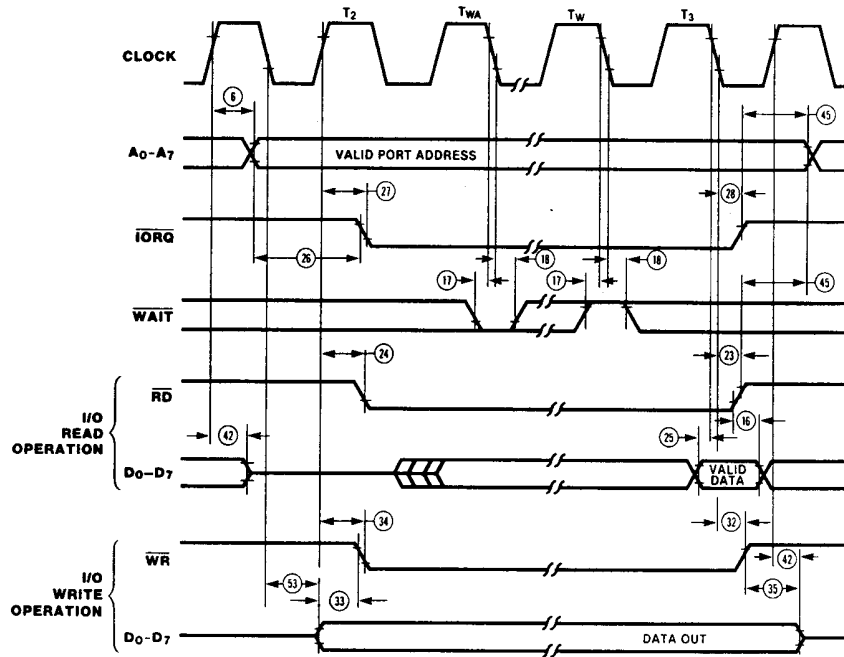 T2 TWA TW T3
CLOCK
6 45
A0-A7 VALID PORT ADDRESS
27 28
IORQ
26 18 18
17 17 45
WAIT
24 23
RD
I/O
READ
OPERATION
42 16
25
D0-D7 VALID
DATA
34 32
WR 42
I/O
WRITE
OPERATION
53 33 35
D0-D7 DATA OUT